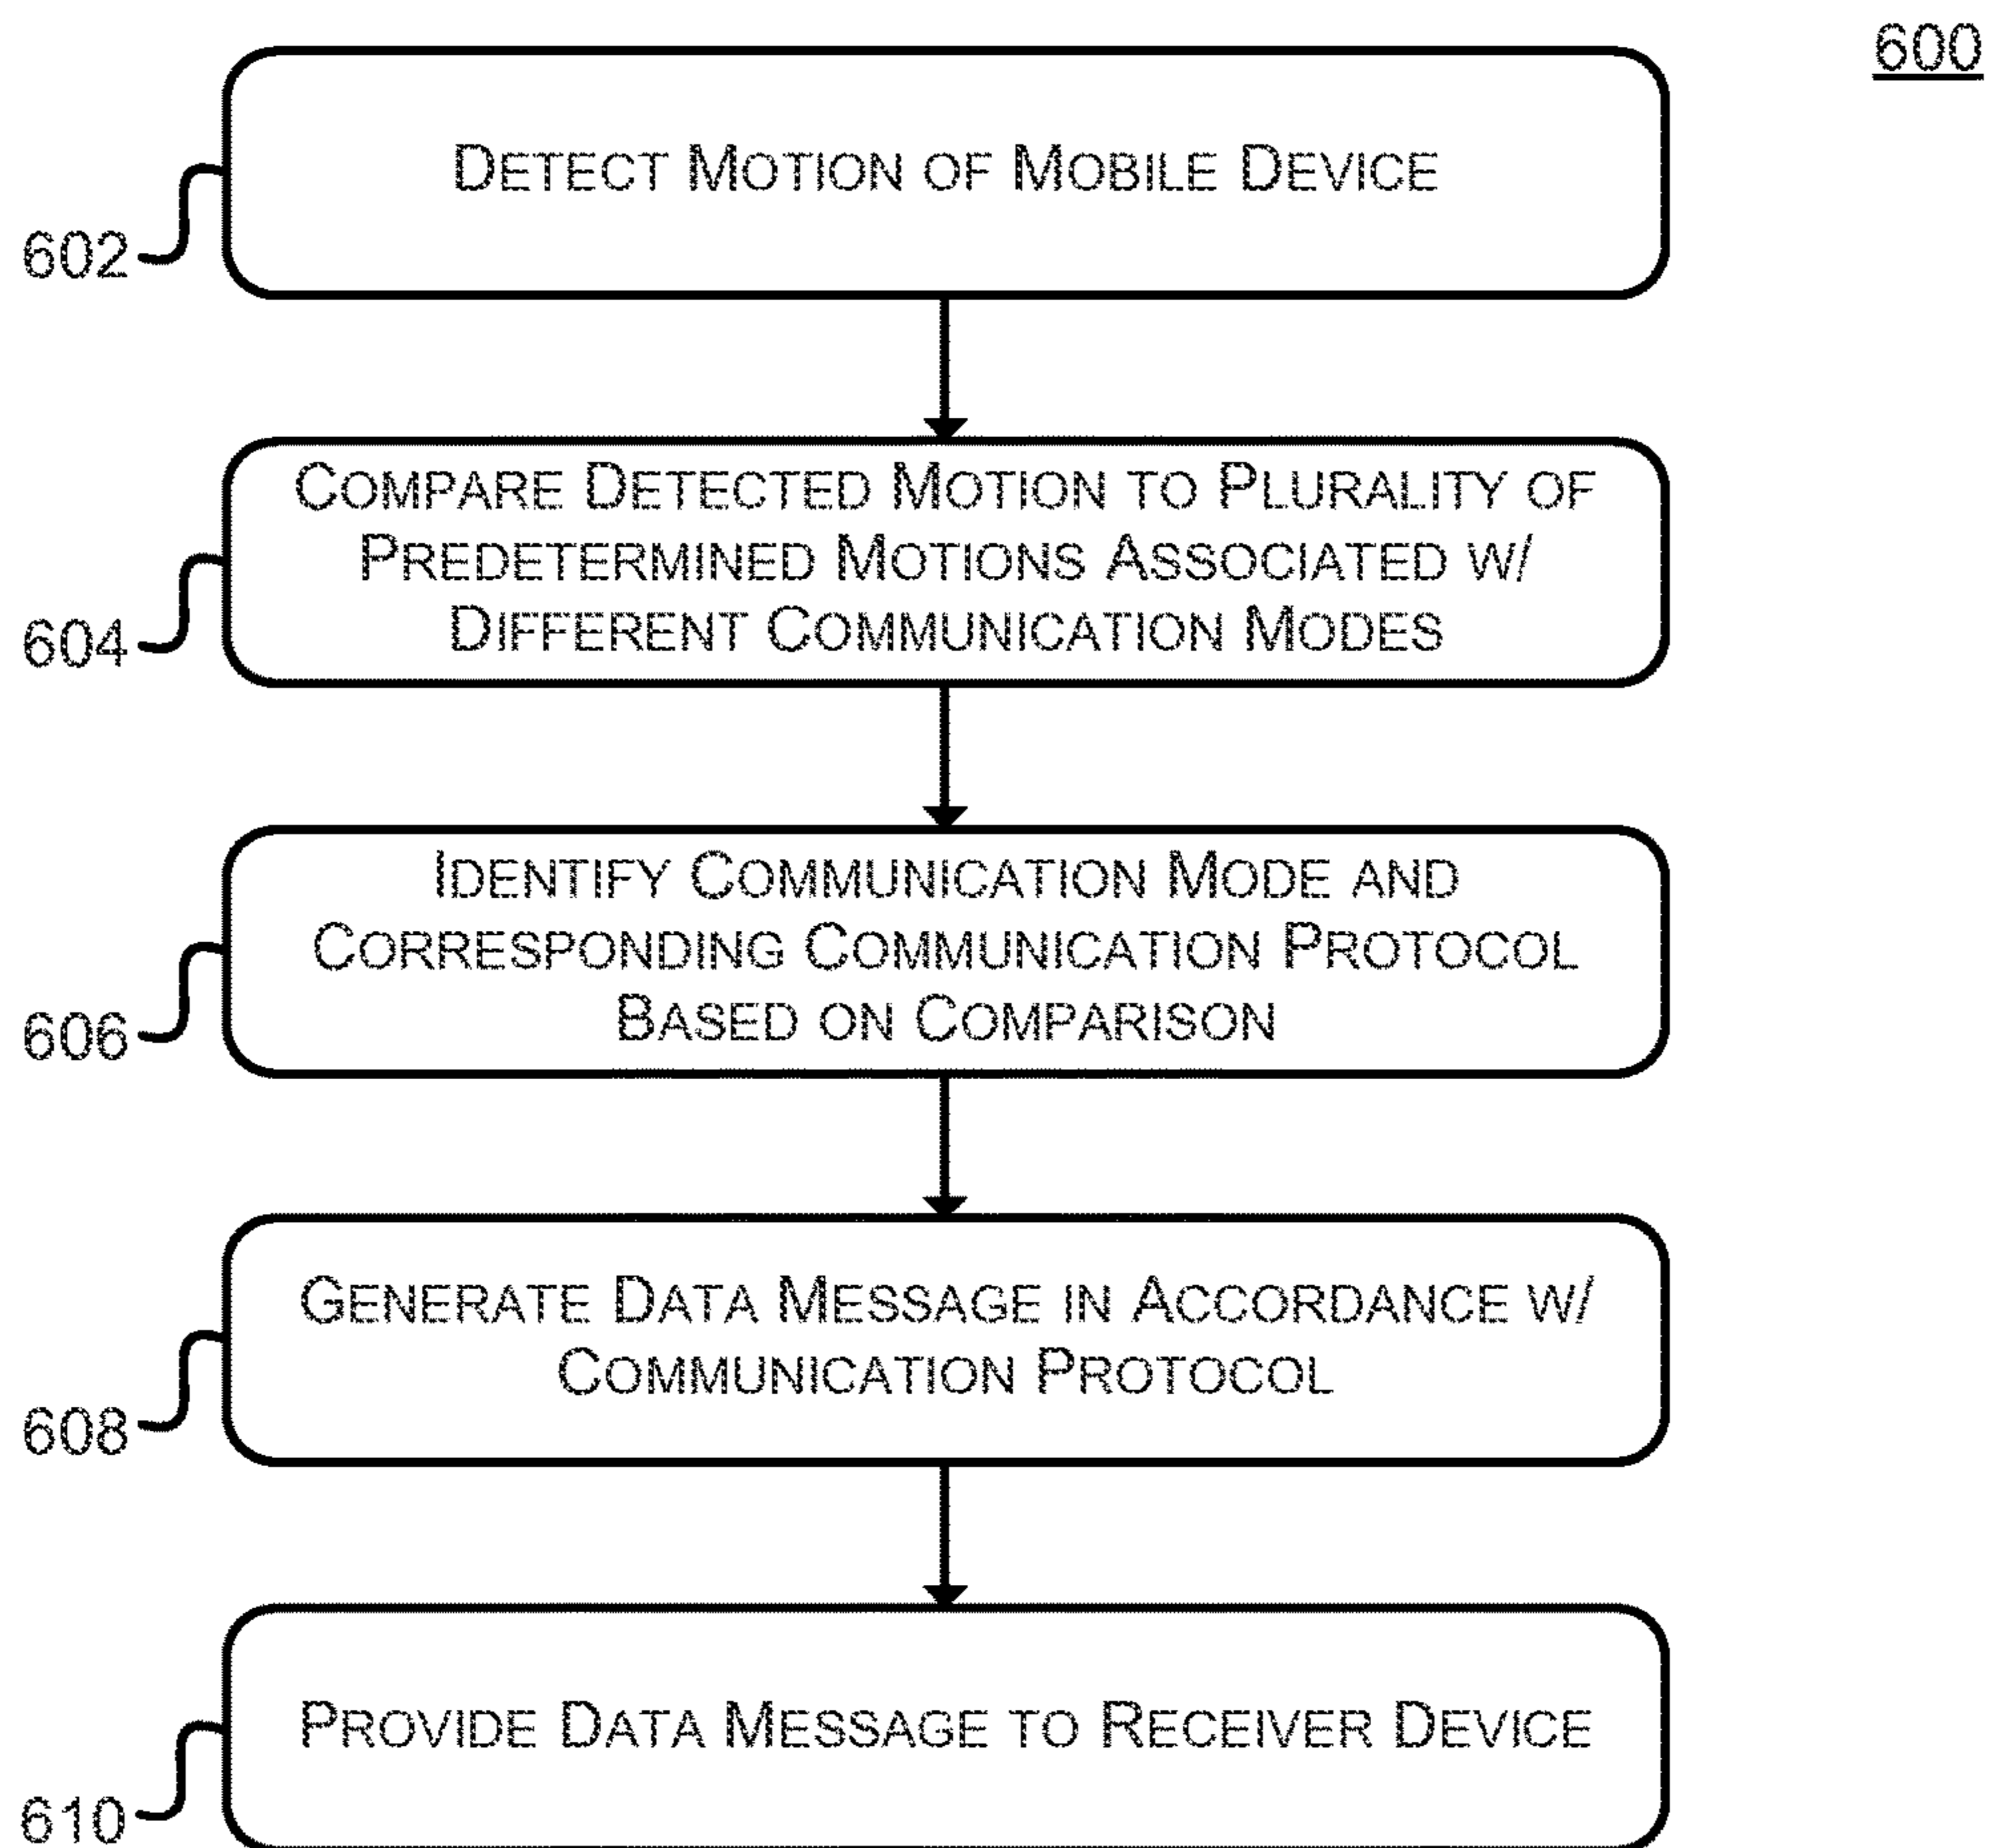 600
DETECT MOTION OF MOBILE DEVICE
602
COMPARE DETECTED MOTION TO PLURALITY OF
PREDETERMINED MOTIONS ASSOCIATED W/
DIFFERENT COMMUNICATION MODES
604
IDENTIFY COMMUNICATION MODE AND
CORRESPONDING COMMUNICATION PROTOCOL
BASED ON COMPARISON
606
GENERATE DATA MESSAGE IN ACCORDANCE W/
COMMUNICATION PROTOCOL
608
PROVIDE DATA MESSAGE TO RECEIVER DEVICE
610